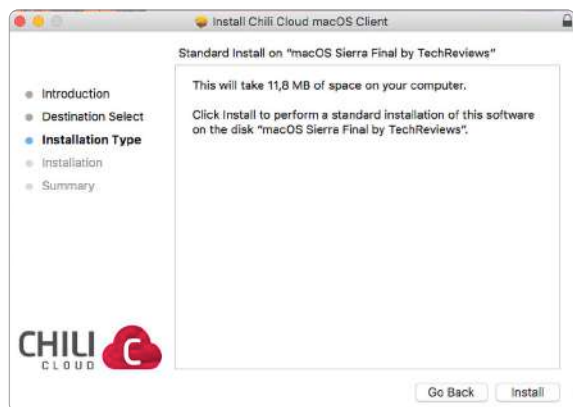 Install Chili Cloud macOS Client
Standard Install on "macOS Sierra Final by TechReviews"
Introduction
Destination Select
Installation Type
Installation
Summary
This will take 11,8 MB of space on your computer.
Click Install to perform a standard installation of this software
on the disk "macOS Sierra Final by TechReviews".
CHILI
CLOUD
C
Go Back
Install